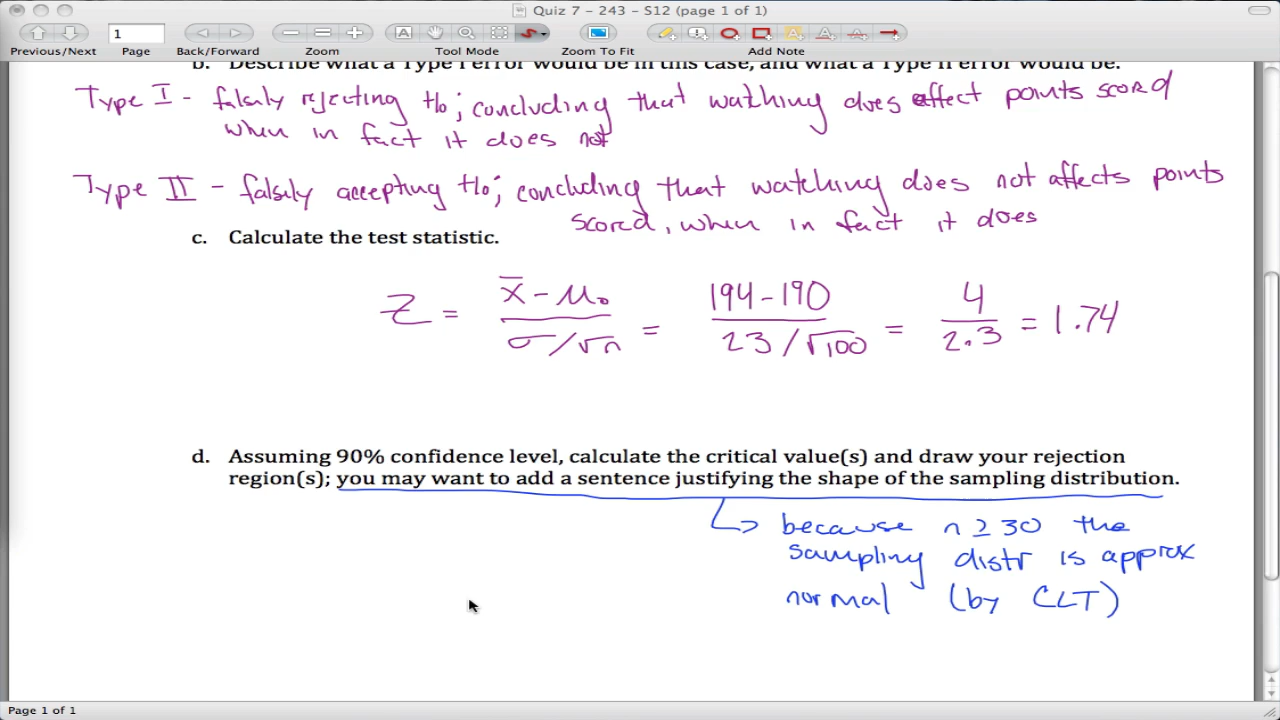 Quiz 7 - 243 - S12 (page 1 of 1)
1
Previous/Next Page Back/Forward Zoom Tool Mode Zoom To Fit Add Note
b. Describe what a Type I error would be in this case, and what a Type II error would be.
Type I - falsly rejecting Ho; concluding that wathing does affect points scored
when in fact it does not
Type II - falsly accepting Ho; concluding that watching does not affects points
scored, when in fact it does
c. Calculate the test statistic.
Z = (x̄ - μ₀)/(σ/√n) = (194-190)/(23/√100) = 4/2.3 = 1.74
d. Assuming 90% confidence level, calculate the critical value(s) and draw your rejection
region(s); you may want to add a sentence justifying the shape of the sampling distribution.
↳ because n ≥ 30 the
sampling distr is approx
normal (by CLT)
Page 1 of 1